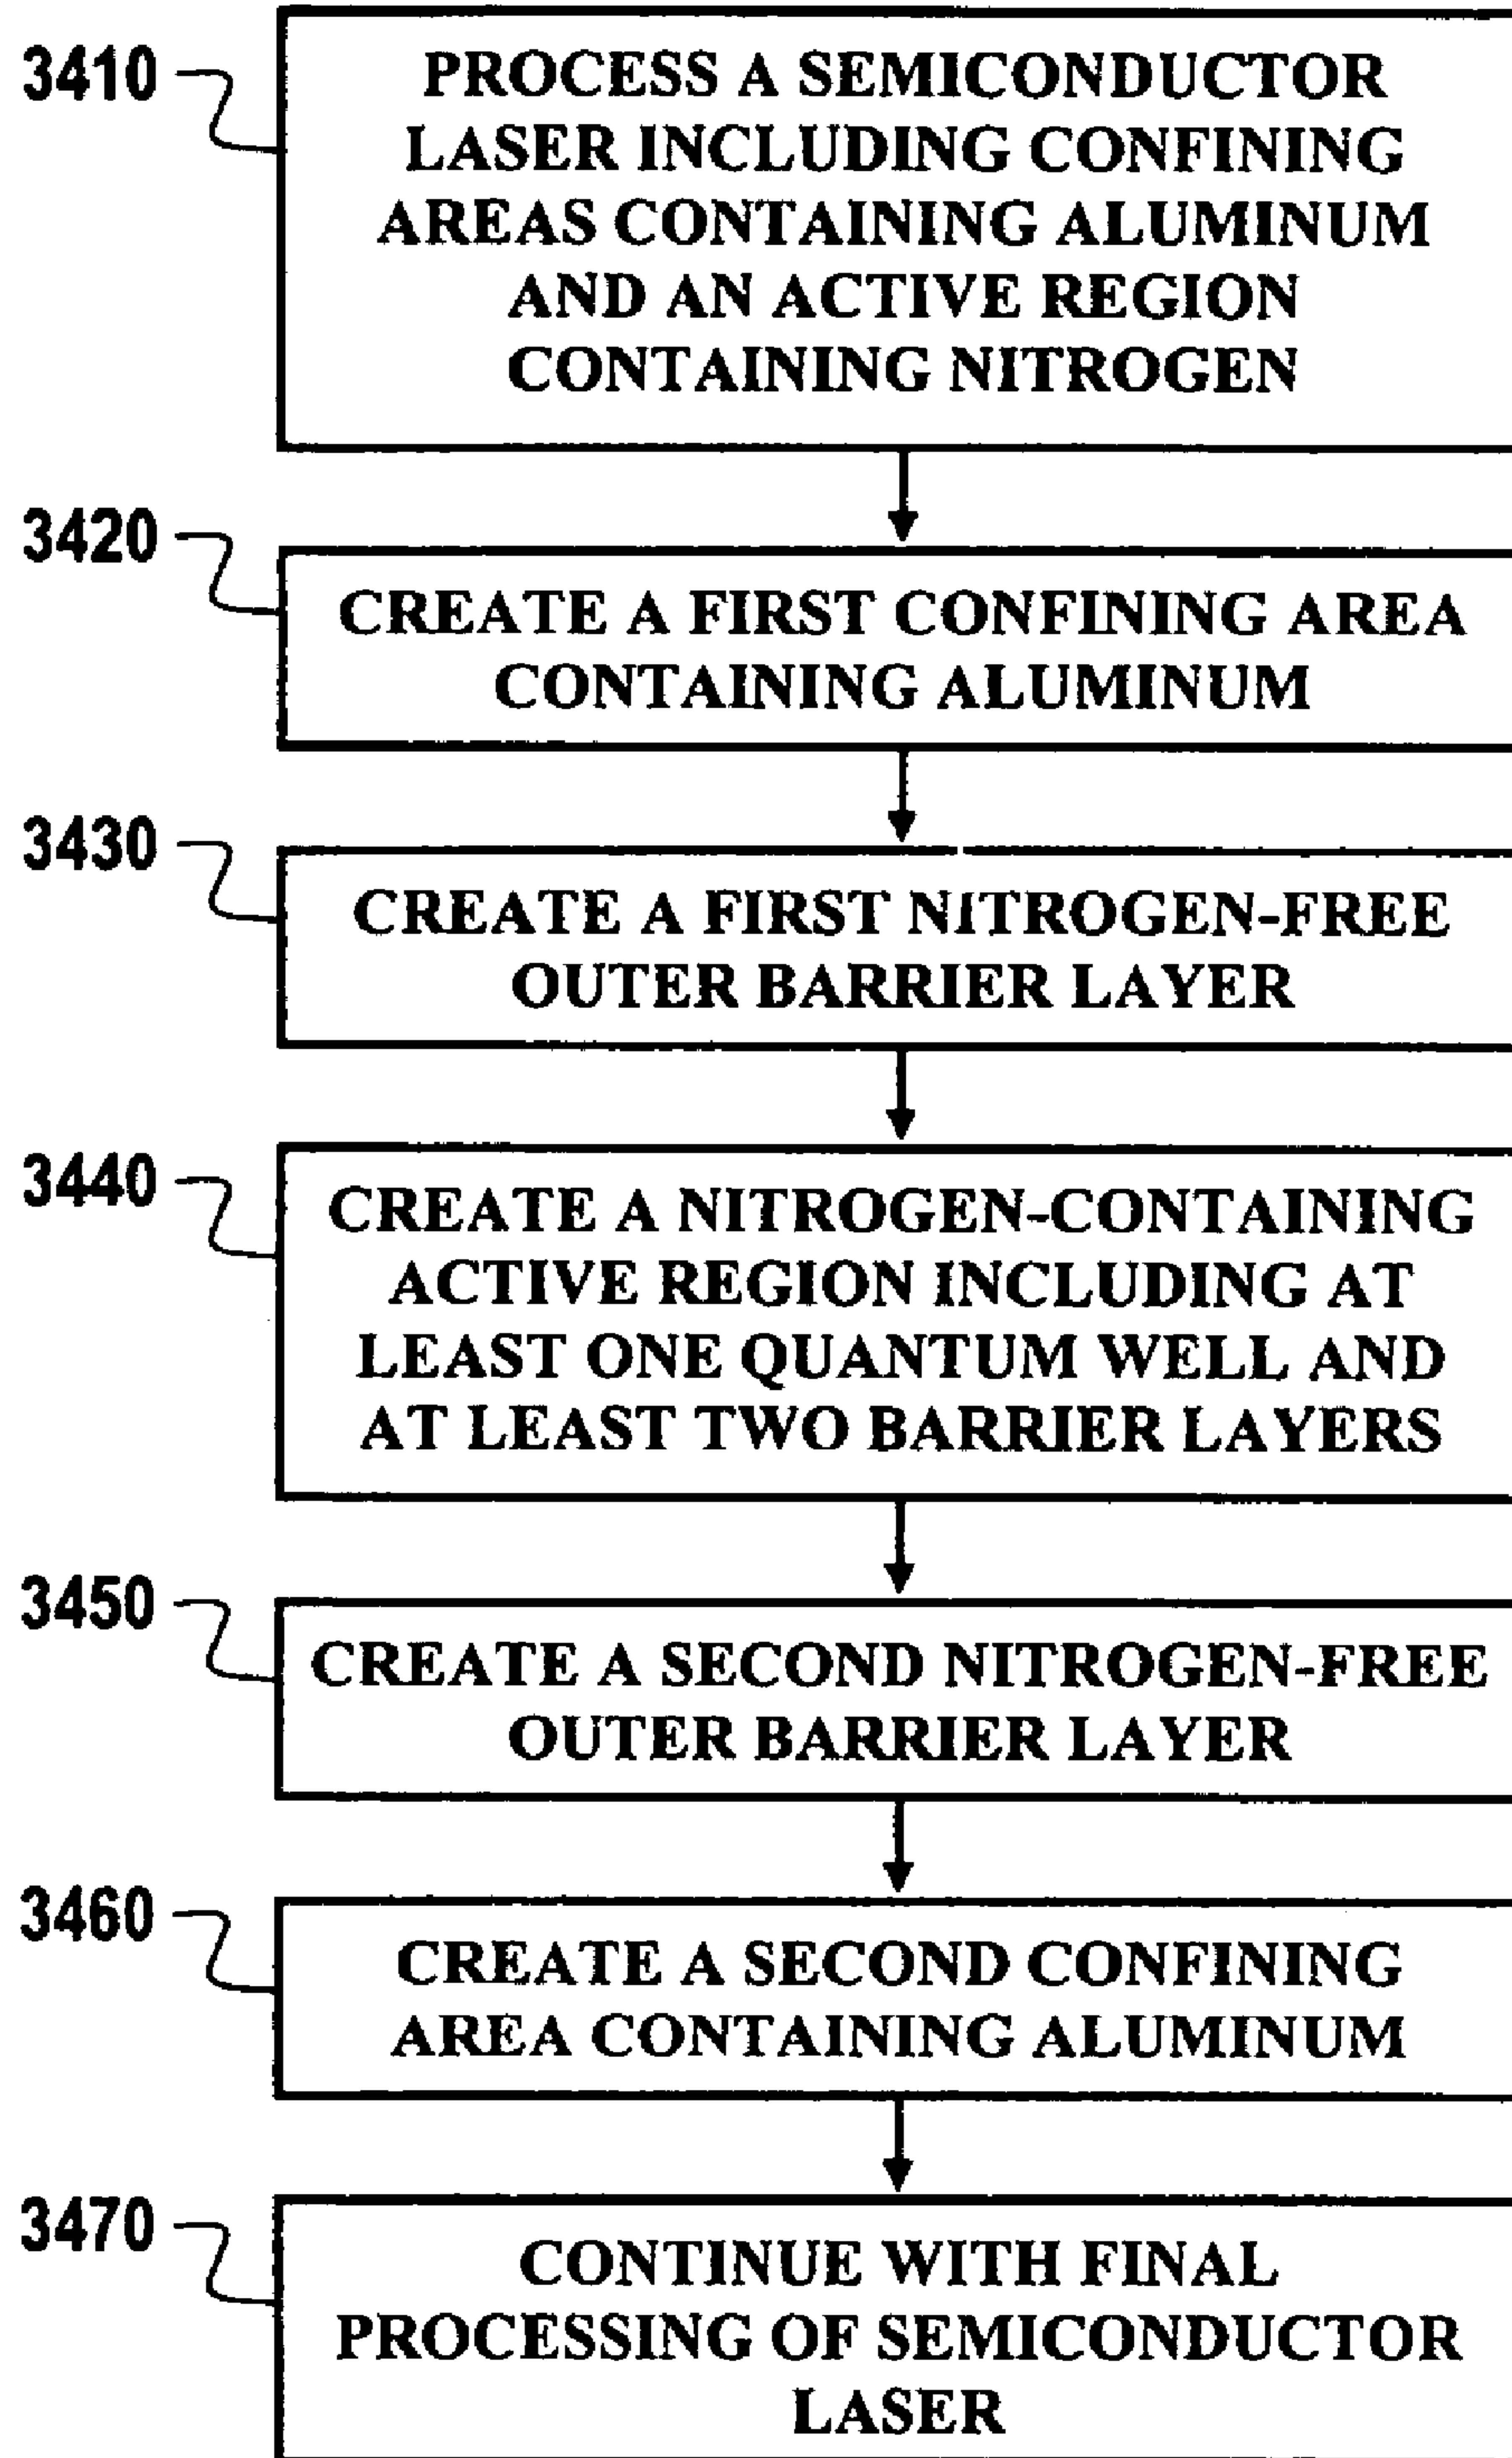 3410
PROCESS A SEMICONDUCTOR
LASER INCLUDING CONFINING
AREAS CONTAINING ALUMINUM
AND AN ACTIVE REGION
CONTAINING NITROGEN
3420
CREATE A FIRST CONFINING AREA
CONTAINING ALUMINUM
3430
CREATE A FIRST NITROGEN-FREE
OUTER BARRIER LAYER
3440
CREATE A NITROGEN-CONTAINING
ACTIVE REGION INCLUDING AT
LEAST ONE QUANTUM WELL AND
AT LEAST TWO BARRIER LAYERS
3450
CREATE A SECOND NITROGEN-FREE
OUTER BARRIER LAYER
3460
CREATE A SECOND CONFINING
AREA CONTAINING ALUMINUM
3470
CONTINUE WITH FINAL
PROCESSING OF SEMICONDUCTOR
LASER